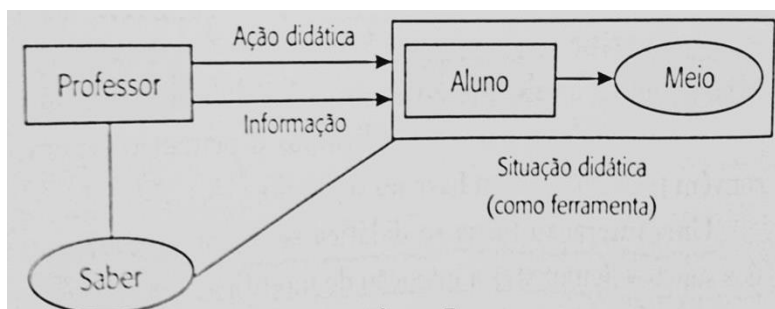 Ação didática
Professor
Aluno
Meio
Informação
Situação didática
(como ferramenta)
Saber